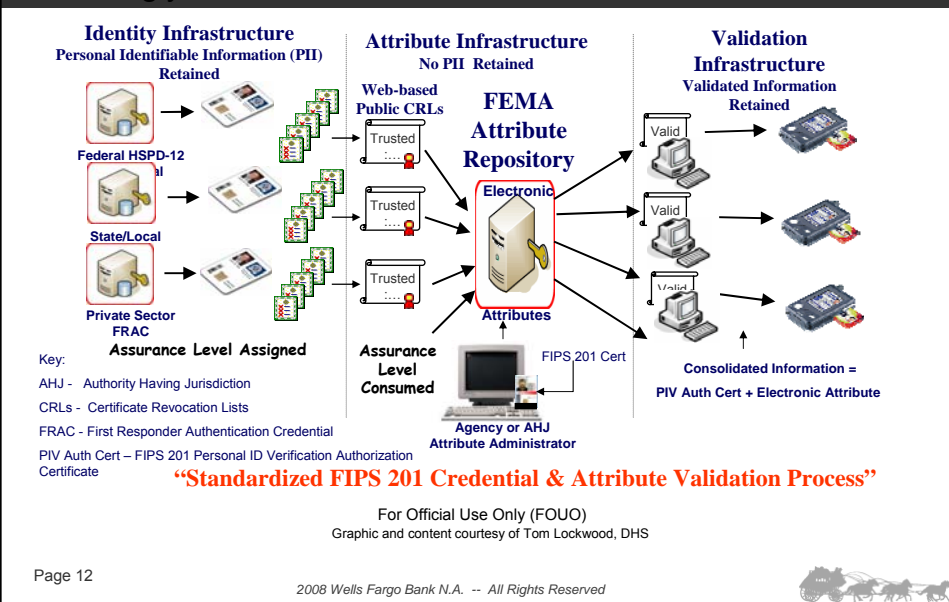 Identity Infrastructure
Personal Identifiable Information (PII)
Retained
Federal HSPD-12
State/Local
Private Sector
FRAC
Assurance Level Assigned
Attribute Infrastructure
No PII Retained
Web-based
Public CRLs
Trusted
:...
Trusted
:...
Trusted
:...
FEMA
Attribute
Repository
Electronic
Attributes
Assurance
Level
Consumed
FIPS 201 Cert
Agency or AHJ
Attribute Administrator
Validation
Infrastructure
Validated Information
Retained
Valid
Valid
Valid
Consolidated Information =
PIV Auth Cert + Electronic Attribute
Key:
AHJ - Authority Having Jurisdiction
CRLs - Certificate Revocation Lists
FRAC - First Responder Authentication Credential
PIV Auth Cert – FIPS 201 Personal ID Verification Authorization
Certificate
“Standardized FIPS 201 Credential & Attribute Validation Process”
For Official Use Only (FOUO)
Graphic and content courtesy of Tom Lockwood, DHS
Page 12
2008 Wells Fargo Bank N.A. -- All Rights Reserved